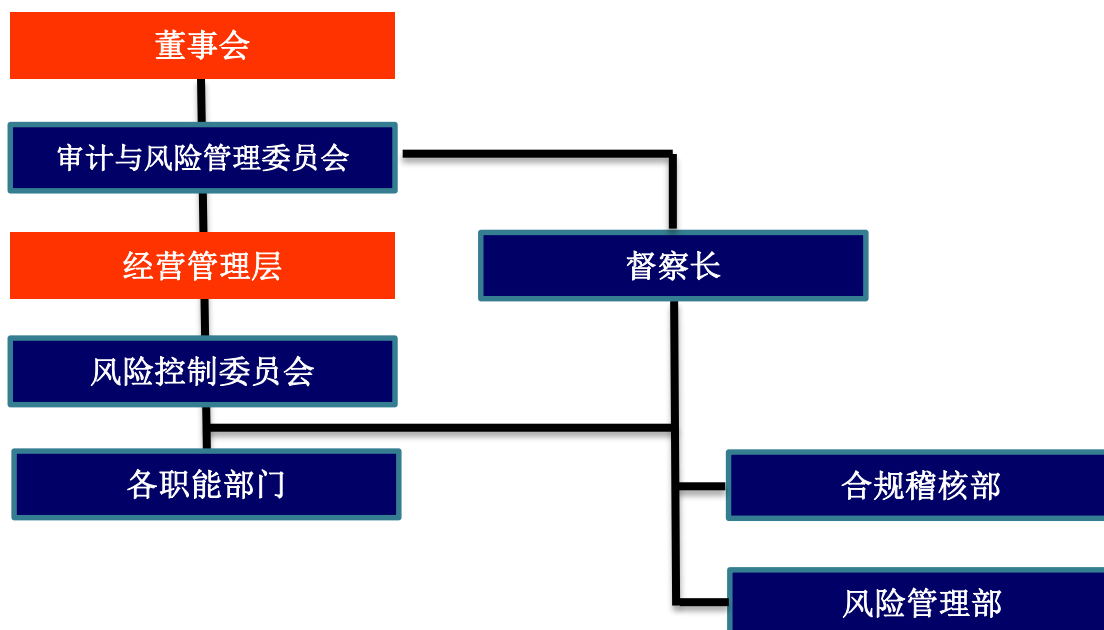 董事会
审计与风险管理委员会
经营管理层
督察长
风险控制委员会
各职能部门
合规稽核部
风险管理部